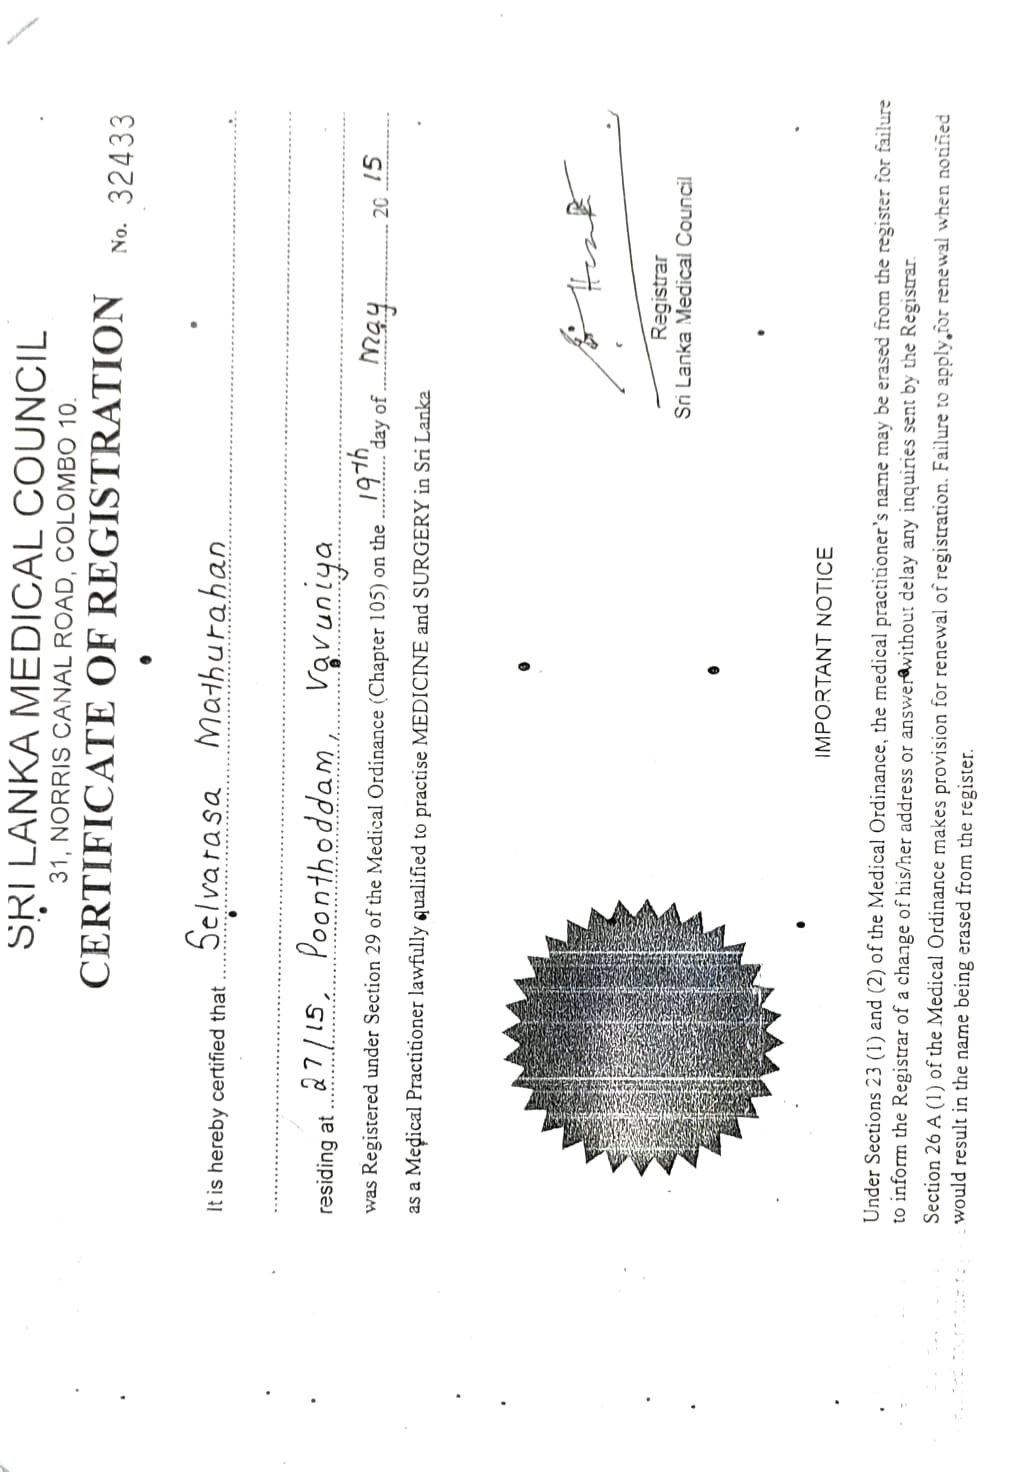 SRI LANKA MEDICAL COUNCIL
31, NORRIS CANAL ROAD, COLOMBO 10.
CERTIFICATE OF REGISTRATION
No. 32433
It is hereby certified that Selvarasa Mathurahan
residing at 27/15, Poonthoddam, Vavuniya
was Registered under Section 29 of the Medical Ordinance (Chapter 105) on the 19th day of May 20 15
as a Medical Practitioner lawfully qualified to practise MEDICINE and SURGERY in Sri Lanka
Registrar
Sri Lanka Medical Council
IMPORTANT NOTICE
Under Sections 23 (1) and (2) of the Medical Ordinance, the medical practitioner's name may be erased from the register for failure
to inform the Registrar of a change of his/her address or answer without delay any inquiries sent by the Registrar.
Section 26 A (1) of the Medical Ordinance makes provision for renewal of registration. Failure to apply for renewal when notified
would result in the name being erased from the register.